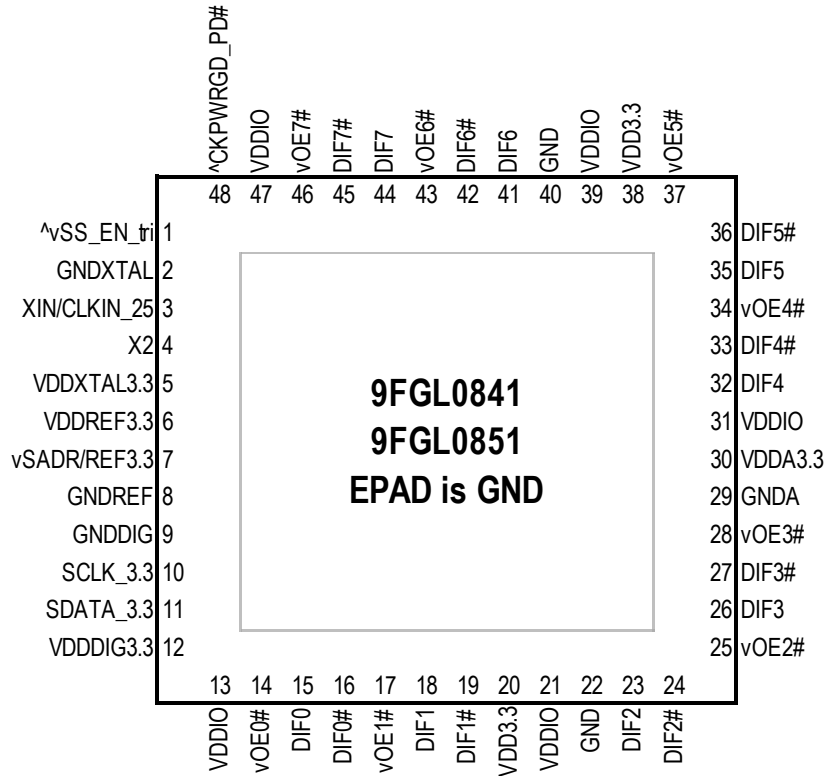 ^CKPWRGD_PD#
VDDIO
vOE7#
DIF7#
DIF7
vOE6#
DIF6#
DIF6
GND
VDDIO
VDD3.3
vOE5#
48 47 46 45 44 43 42 41 40 39 38 37
^vSS_EN_tri 1
GNDXTAL 2
XIN/CLKIN_25 3
X2 4
VDDXTAL3.3 5
VDDREF3.3 6
vSADR/REF3.3 7
GNDREF 8
GNDDIG 9
SCLK_3.3 10
SDATA_3.3 11
VDDDIG3.3 12
9FGL0841
9FGL0851
EPAD is GND
36 DIF5#
35 DIF5
34 vOE4#
33 DIF4#
32 DIF4
31 VDDIO
30 VDDA3.3
29 GNDA
28 vOE3#
27 DIF3#
26 DIF3
25 vOE2#
13 14 15 16 17 18 19 20 21 22 23 24
VDDIO
vOE0#
DIF0
DIF0#
vOE1#
DIF1
DIF1#
VDD3.3
VDDIO
GND
DIF2
DIF2#